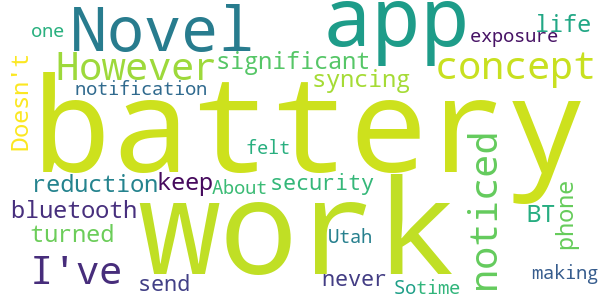 one
Novel
app
life
exposure
Doesn't
However
significant
concept
notification
syncing
battery
felt
noticed
reduction
keep
About
security
phone
bluetooth
work
BT
turned
Utah
I've
send
never
Sotime
making